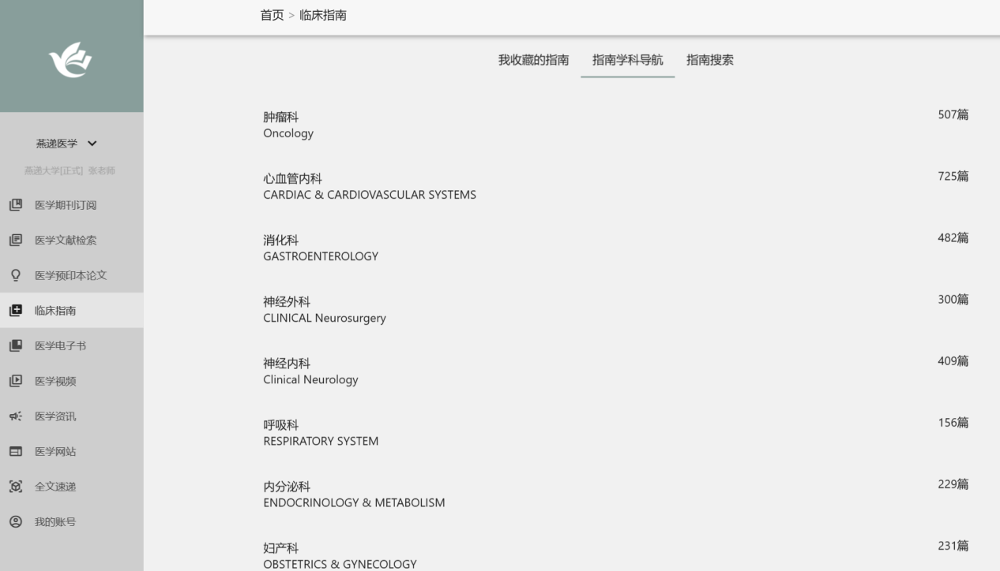 首页 > 临床指南
我收藏的指南 指南学科导航 指南搜索
燕递医学
燕递大学[正式] 张老师
医学期刊订阅
医学文献检索
医学预印本论文
临床指南
医学电子书
医学视频
医学资讯
医学网站
全文速递
我的账号
肿瘤科 507篇
Oncology
心血管内科 725篇
CARDIAC & CARDIOVASCULAR SYSTEMS
消化科 482篇
GASTROENTEROLOGY
神经外科 300篇
CLINICAL Neurosurgery
神经内科 409篇
Clinical Neurology
呼吸科 156篇
RESPIRATORY SYSTEM
内分泌科 229篇
ENDOCRINOLOGY & METABOLISM
妇产科 231篇
OBSTETRICS & GYNECOLOGY